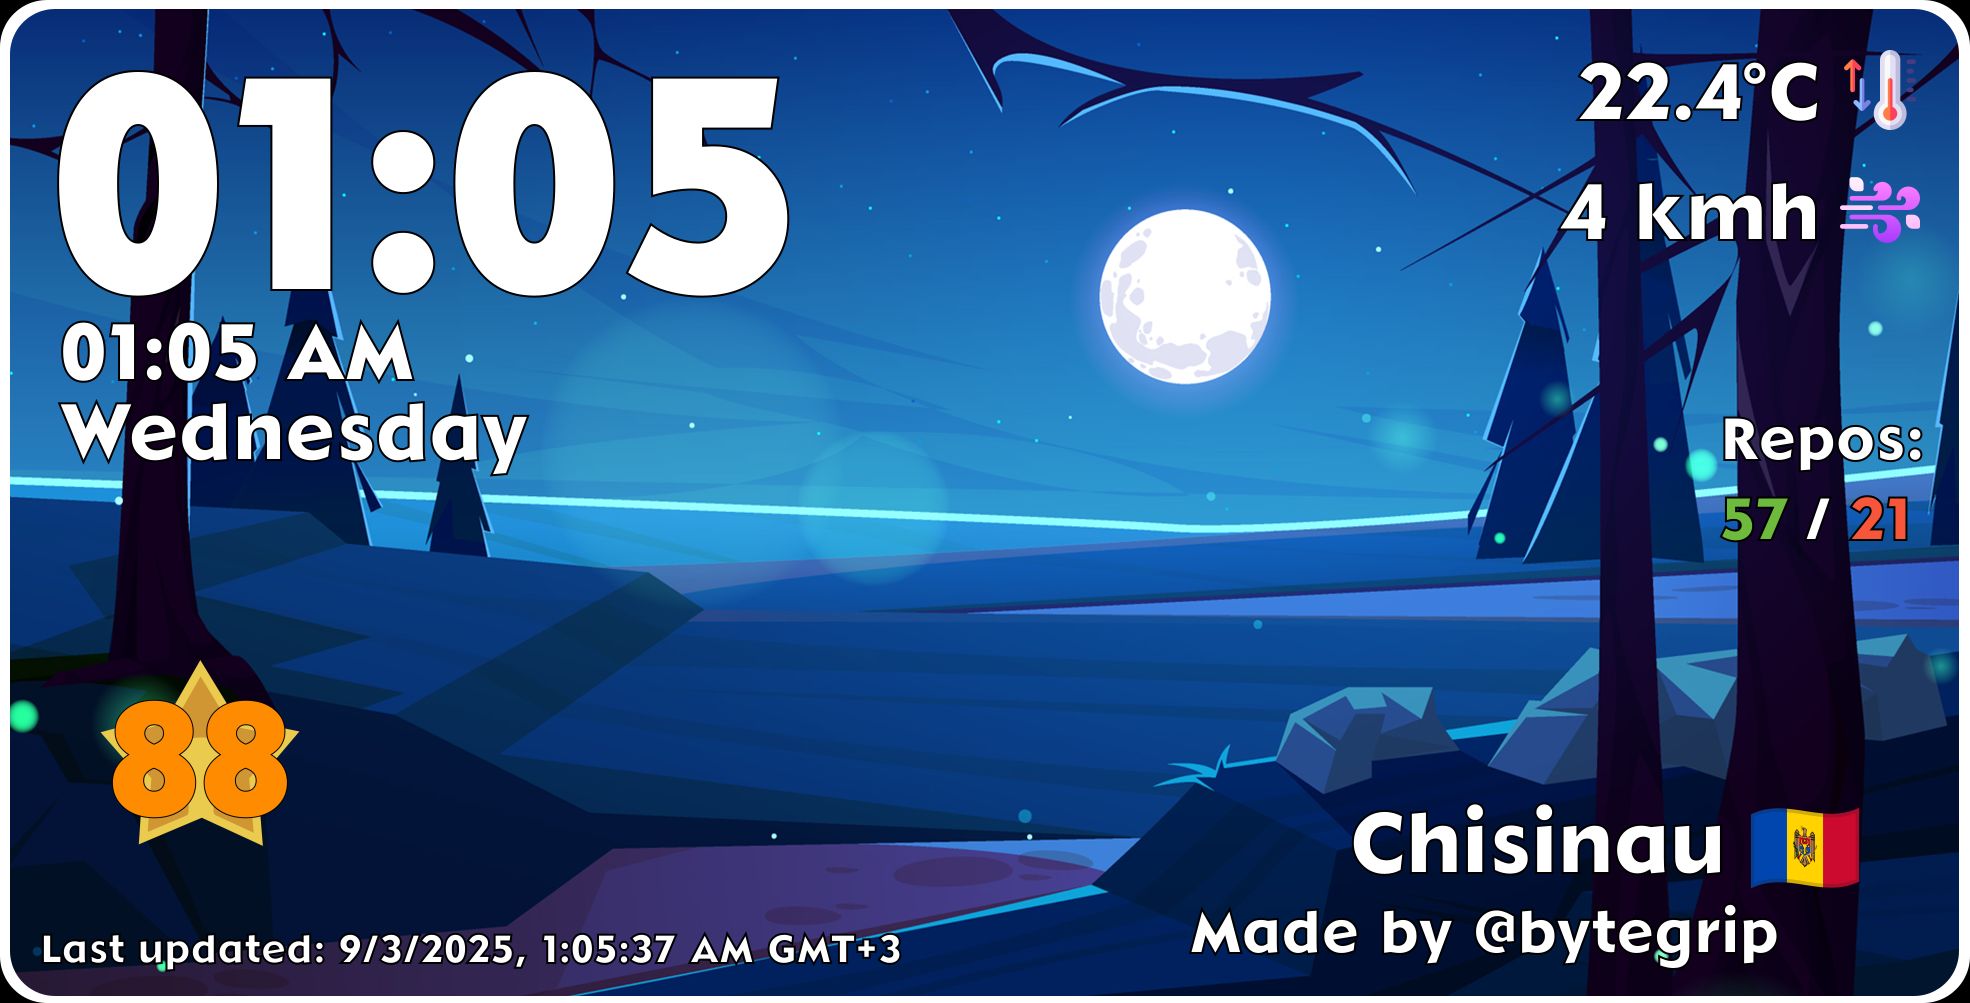 01:05
01:05 AM
Wednesday
22.4°C
4 kmh
Repos:
57 / 21
88
Chisinau
Made by @bytegrip
Last updated: 9/3/2025, 1:05:37 AM GMT+3